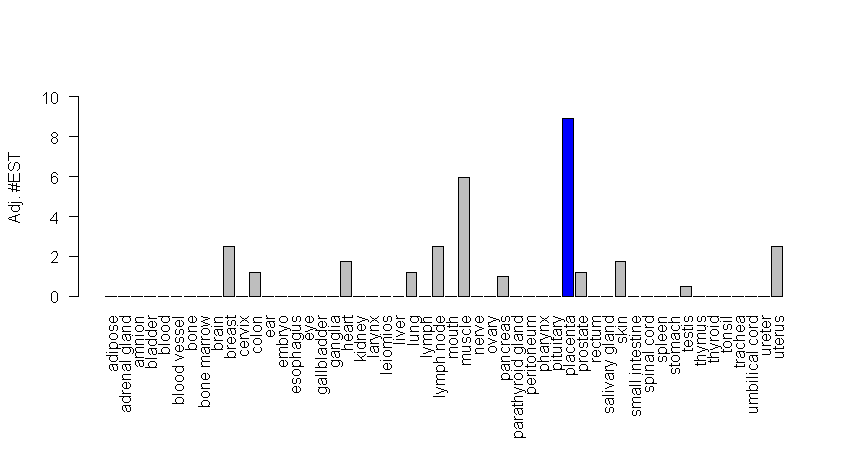 Adj. #EST
10
8
6
4
2
0
adipose
adrenal gland
amnion
bladder
blood
blood vessel
bone
bone marrow
brain
breast
cervix
colon
ear
embryo
esophagus
eye
gallbladder
ganglia
heart
kidney
larynx
leiomios
liver
lung
lymph
lymph node
mouth
muscle
nerve
ovary
pancreas
parathyroid gland
peritoneum
pharynx
pituitary
placenta
prostate
rectum
salivary gland
skin
small intestine
spinal cord
spleen
stomach
testis
thymus
thyroid
tonsil
trachea
umbilical cord
ureter
uterus